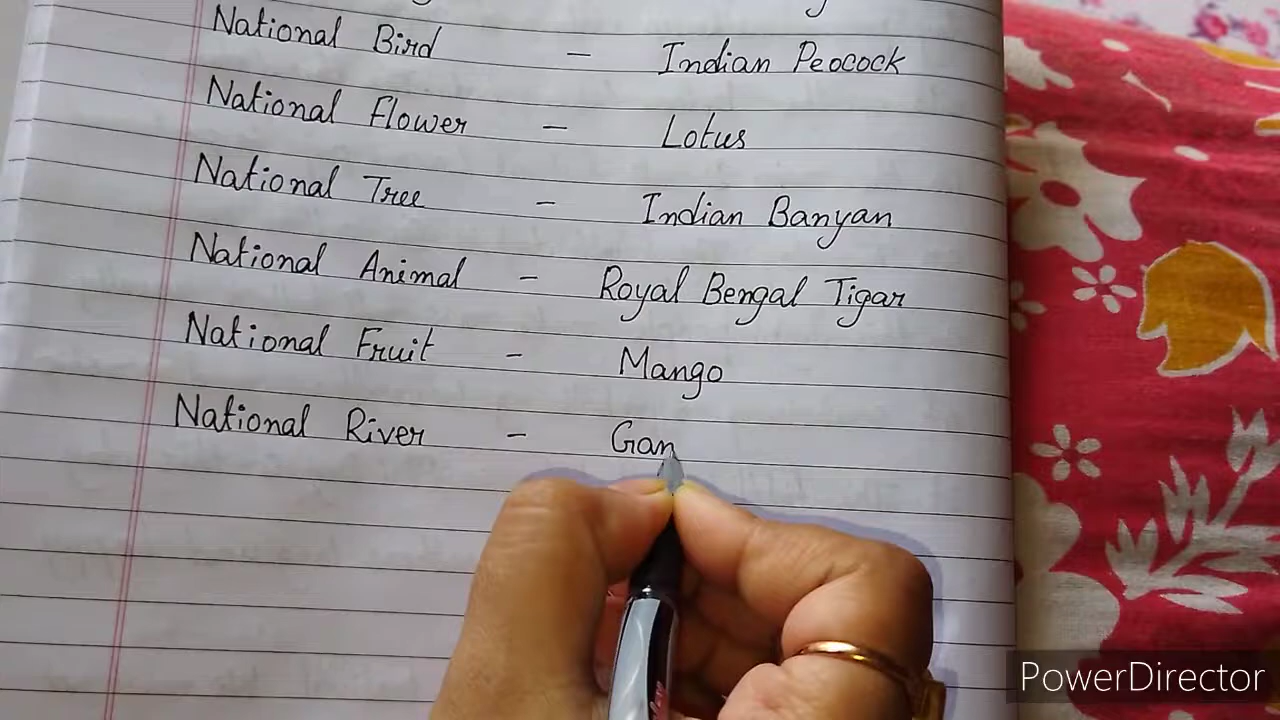 National Bird - Indian Peocock
National Flower - Lotus
National Tree - Indian Banyan
National Animal - Royal Bengal Tigar
National Fruit - Mango
National River - Gan
PowerDirector